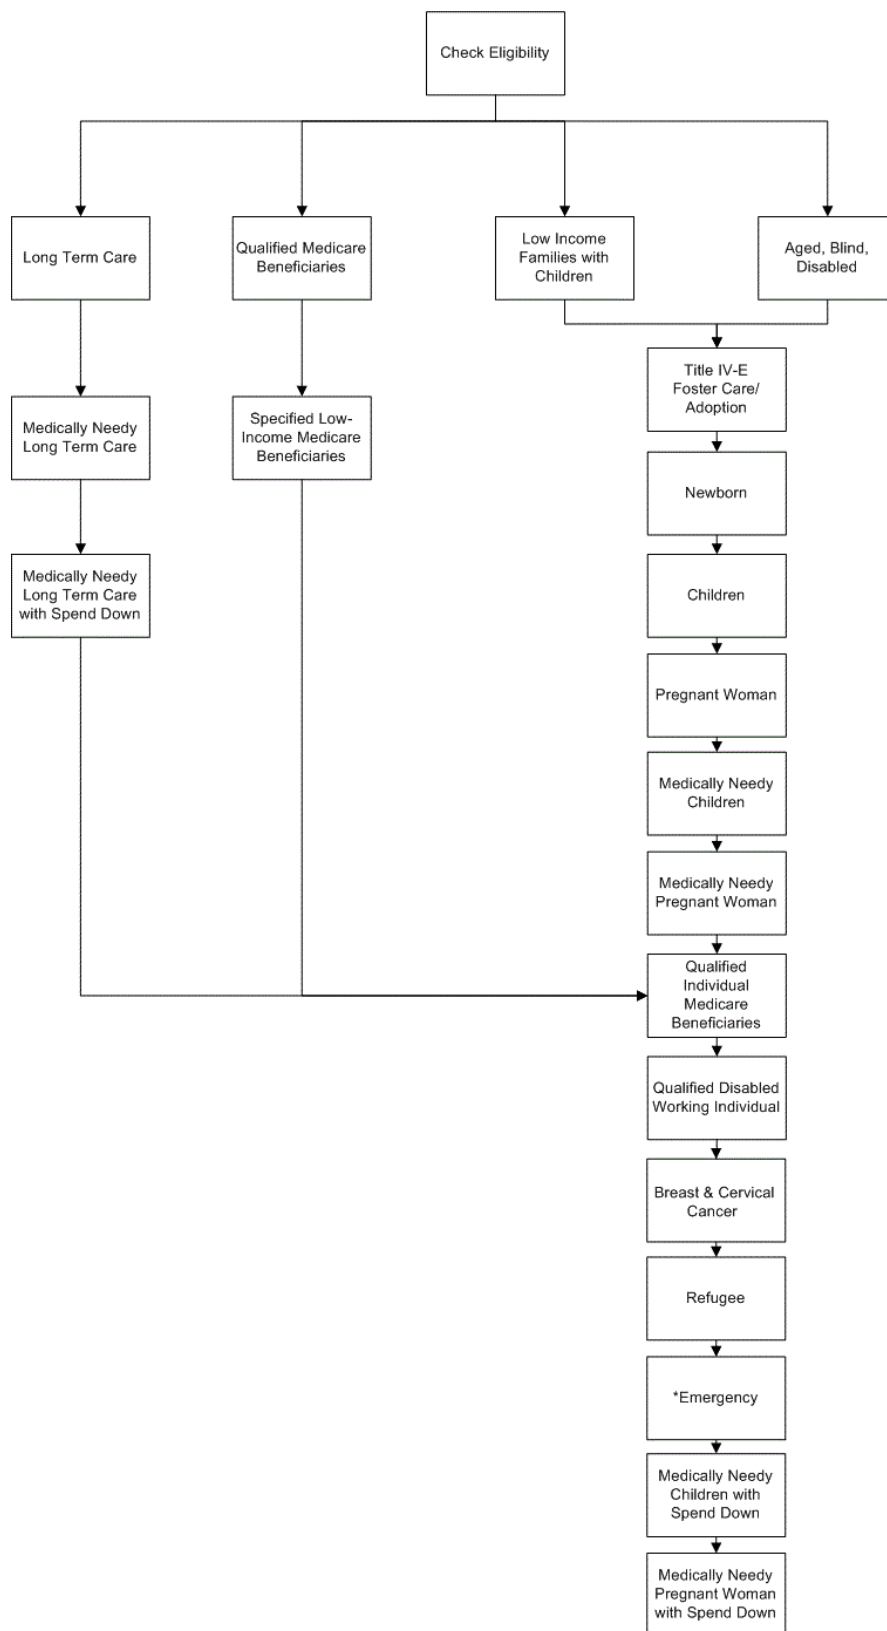 Check Eligibility
Long Term Care
Qualified Medicare
Beneficiaries
Low Income
Families with
Children
Aged, Blind,
Disabled
Title IV-E
Foster Care/
Adoption
Medically Needy
Long Term Care
Specified Low-
Income Medicare
Beneficiaries
Newborn
Medically Needy
Long Term Care
with Spend Down
Children
Pregnant Woman
Medically Needy
Children
Medically Needy
Pregnant Woman
Qualified
Individual
Medicare
Beneficiaries
Qualified Disabled
Working Individual
Breast & Cervical
Cancer
Refugee
*Emergency
Medically Needy
Children with
Spend Down
Medically Needy
Pregnant Woman
with Spend Down